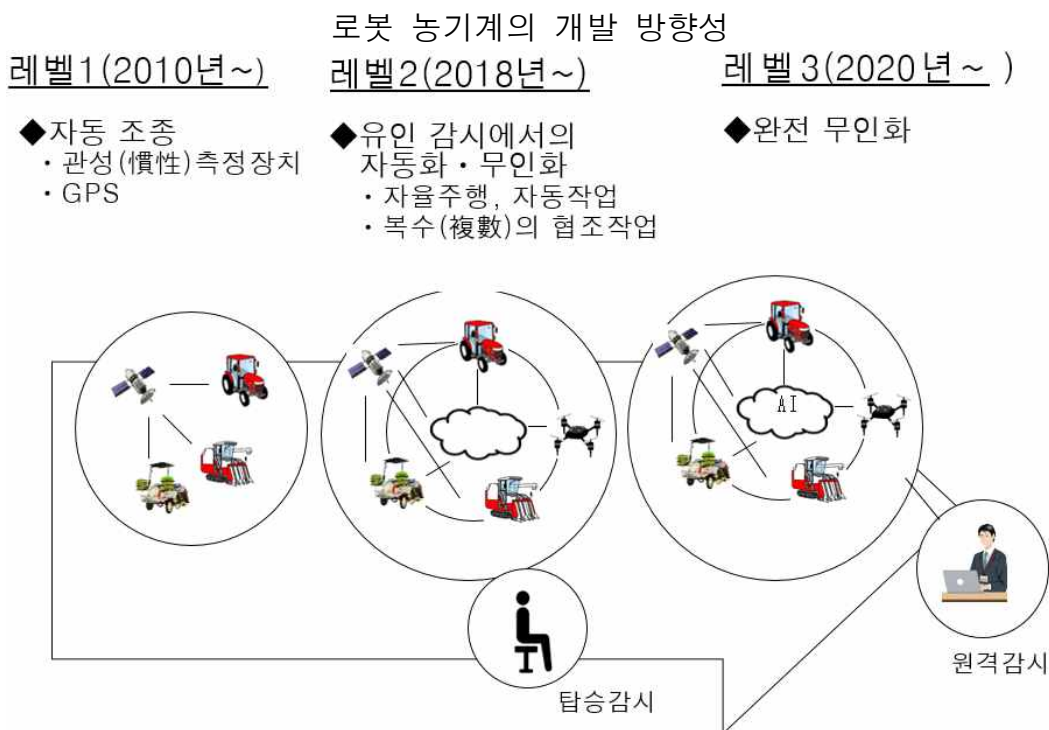 로봇 농기계의 개발 방향성
레벨1(2010년~)
◆자동 조종
・관성(慣性)측정장치
・GPS
레벨2(2018년~)
◆유인 감시에서의
자동화・무인화
・자율주행, 자동작업
・복수(複數)의 협조작업
레벨3(2020년~ )
◆완전 무인화
AI
탑승감시
원격감시